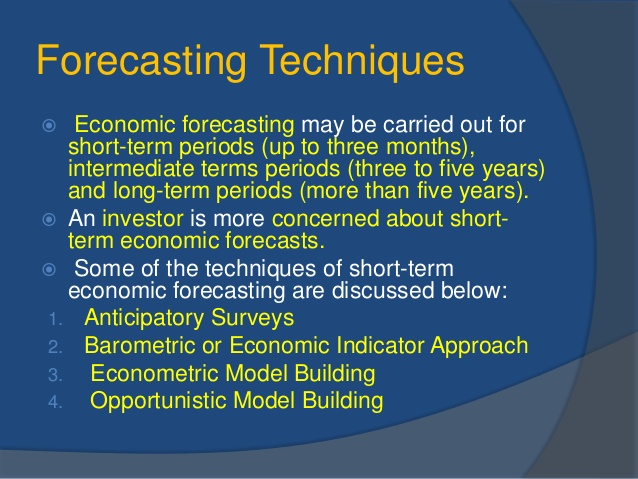 Forecasting Techniques
Economic forecasting may be carried out for
short-term periods (up to three months),
intermediate terms periods (three to five years)
and long-term periods (more than five years).
An investor is more concerned about short-
term economic forecasts.
Some of the techniques of short-term
economic forecasting are discussed below:
1. Anticipatory Surveys
2. Barometric or Economic Indicator Approach
3. Econometric Model Building
4. Opportunistic Model Building